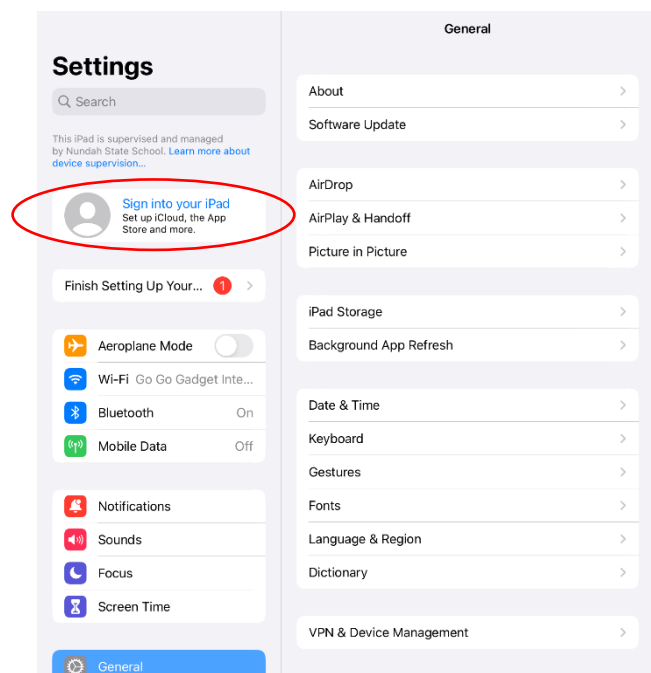 Settings
Search
This iPad is supervised and managed
by Nundah State School. Learn more about
device supervision...
Sign into your iPad
Set up iCloud, the App
Store and more.
Finish Setting Up Your... 1
Aeroplane Mode
Wi-Fi Go Go Gadget Inte...
Bluetooth On
Mobile Data Off
Notifications
Sounds
Focus
Screen Time
General
General
About
Software Update
AirDrop
AirPlay & Handoff
Picture in Picture
iPad Storage
Background App Refresh
Date & Time
Keyboard
Gestures
Fonts
Language & Region
Dictionary
VPN & Device Management